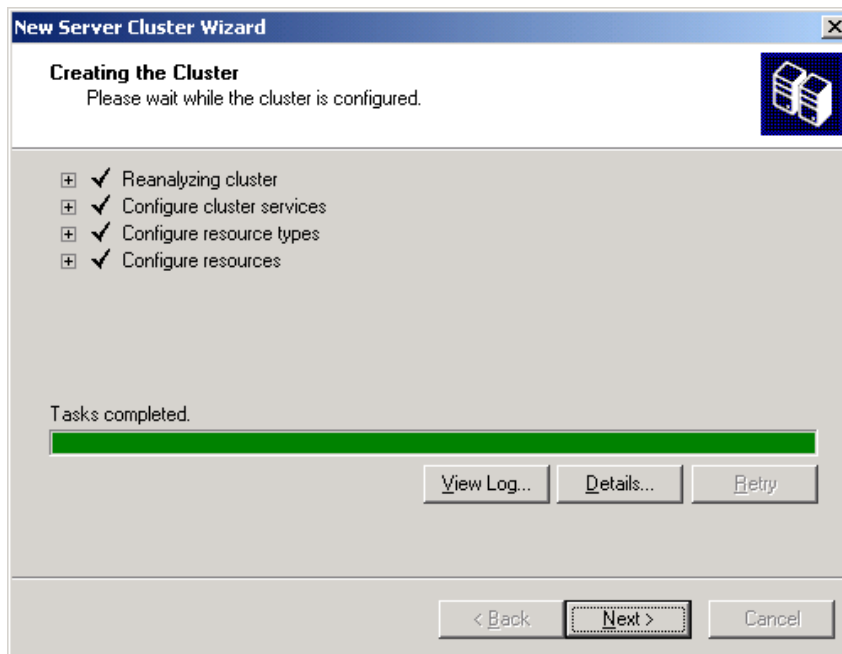 New Server Cluster Wizard
Creating the Cluster
Please wait while the cluster is configured.
Reanalyzing cluster
Configure cluster services
Configure resource types
Configure resources
Tasks completed.
View Log... Details... Retry
< Back Next > Cancel